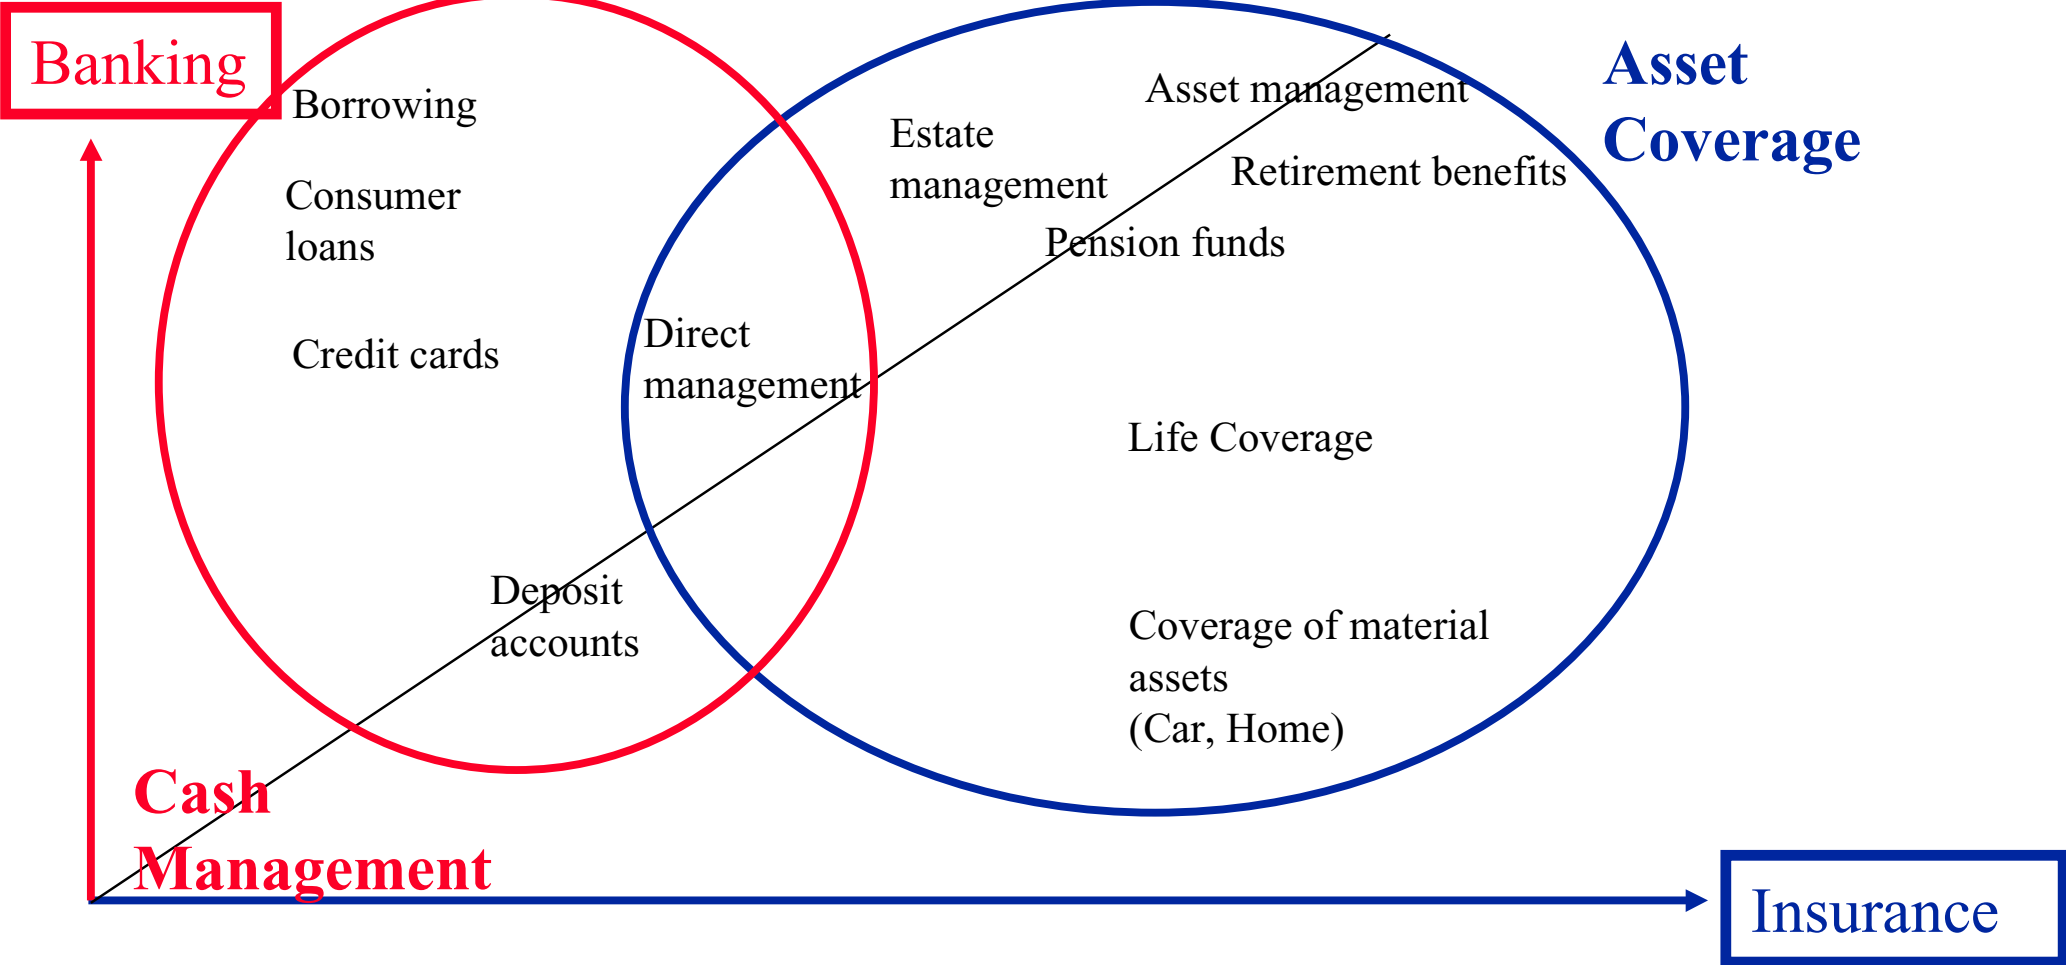 Banking
Borrowing
Consumer
loans
Credit cards
Direct
management
Deposit
accounts
Cash
Management
Asset management
Estate
management
Retirement benefits
Pension funds
Life Coverage
Coverage of material
assets
(Car, Home)
Asset
Coverage
Insurance